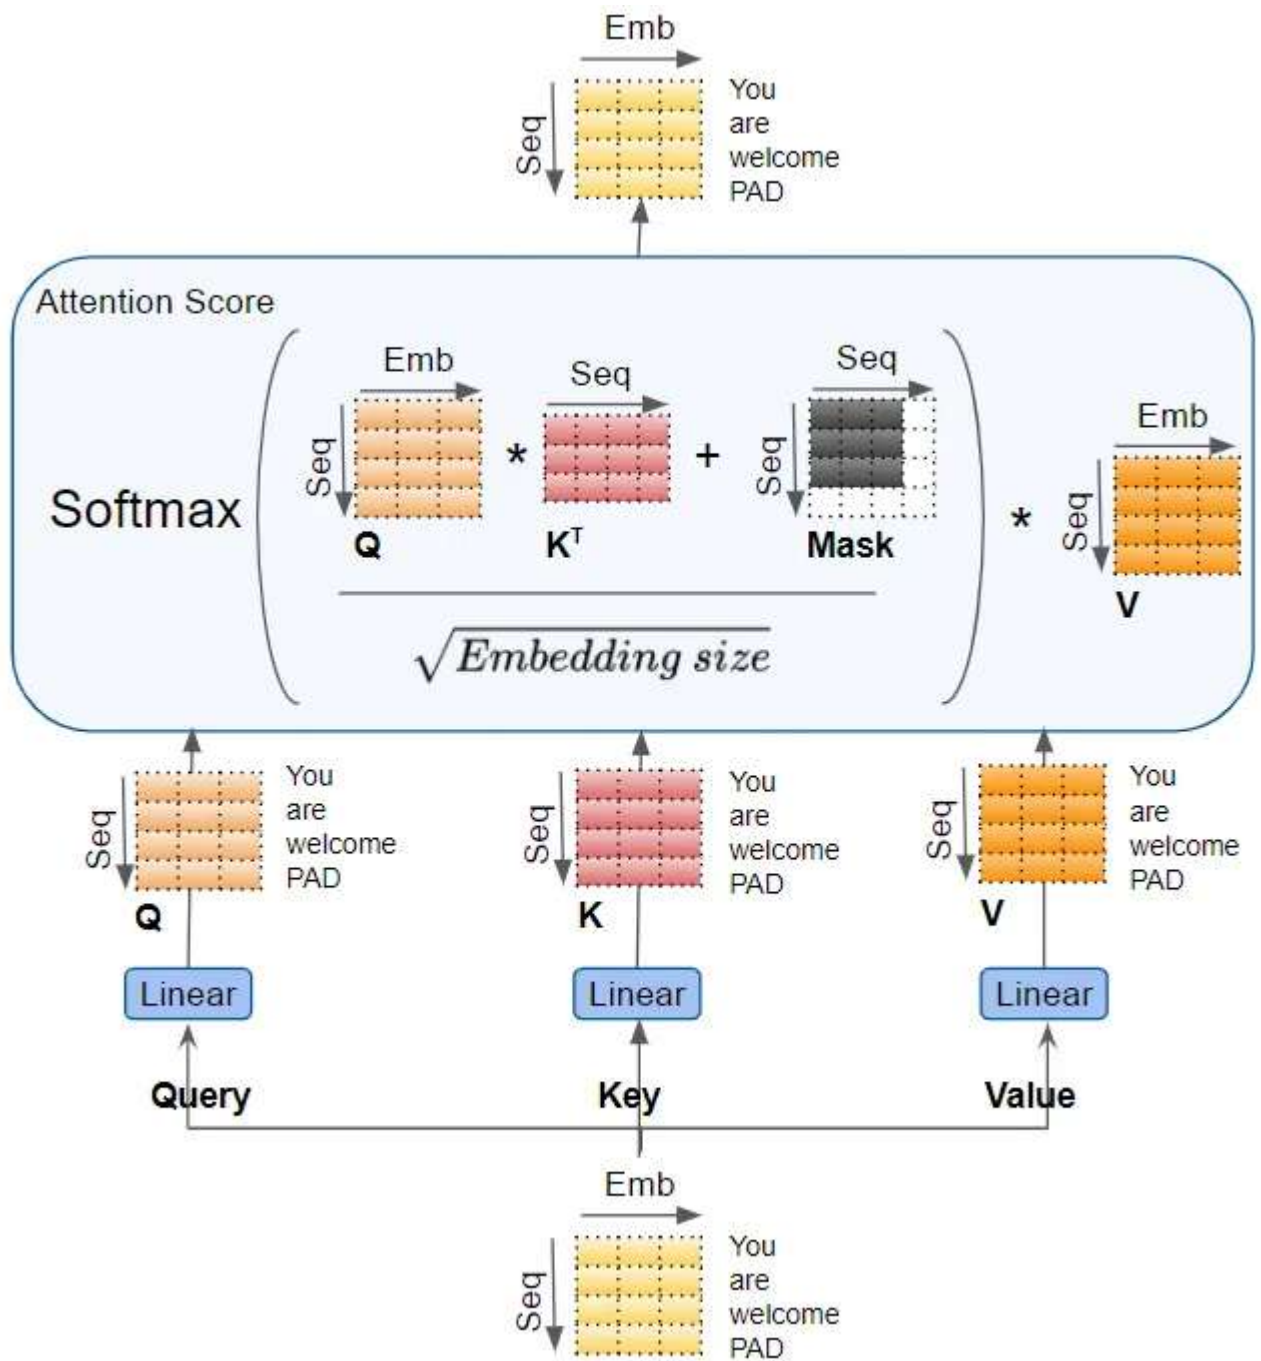 Emb
Seq
You
are
welcome
PAD
Attention Score
Softmax
Emb
Seq
Q
*
Seq
Kᵀ
+
Seq
Seq
Mask
√Embedding size
*
Emb
Seq
V
Seq
You
are
welcome
PAD
Q
Seq
You
are
welcome
PAD
K
Seq
You
are
welcome
PAD
V
Linear
Linear
Linear
Query
Key
Value
Emb
Seq
You
are
welcome
PAD